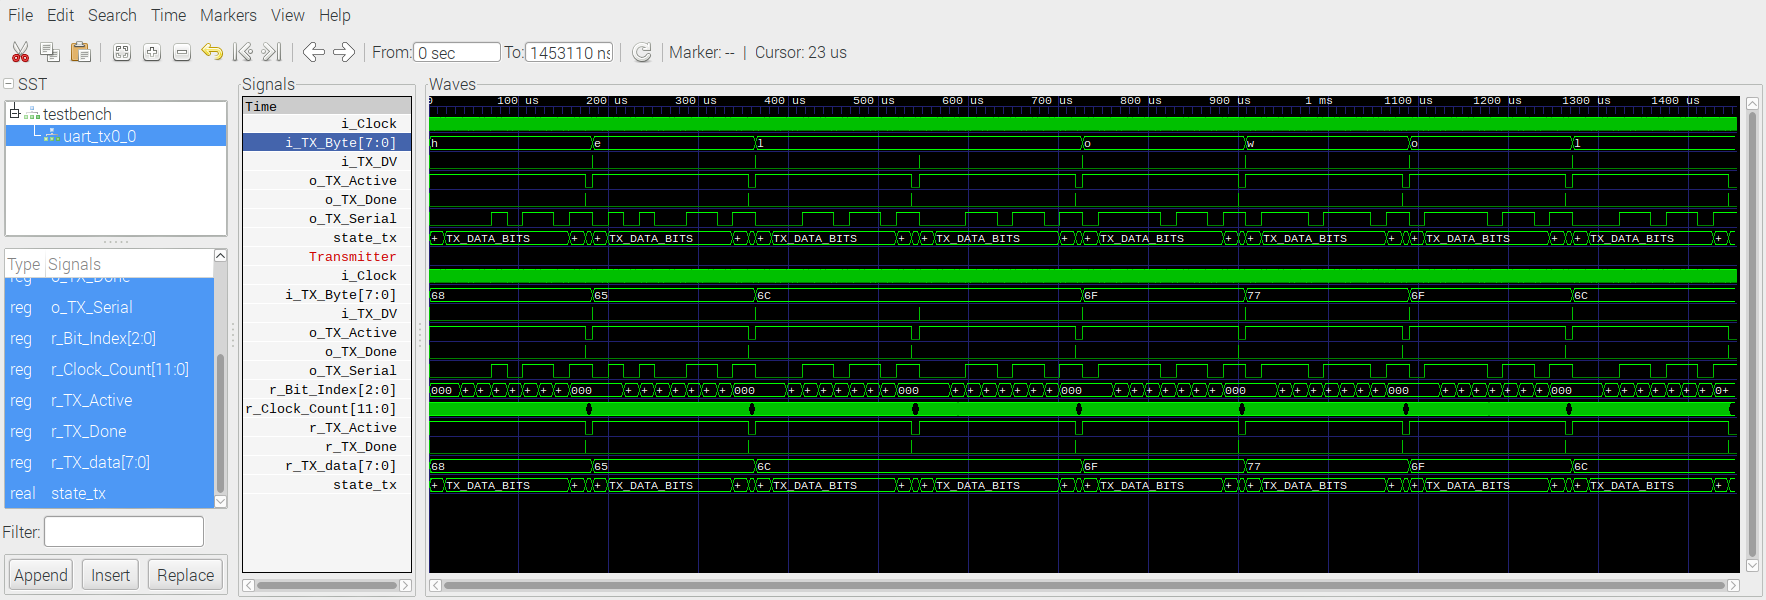 File Edit Search Time Markers View Help
From: 0 sec To: 1453110 ns Marker: -- | Cursor: 23 us
SST
testbench
uart_tx0_0
Type Signals
reg o_TX_Done
reg o_TX_Serial
reg r_Bit_Index[2:0]
reg r_Clock_Count[11:0]
reg r_TX_Active
reg r_TX_Done
reg r_TX_data[7:0]
real state_tx
Filter:
Append Insert Replace
Signals
Time
i_Clock
i_TX_Byte[7:0]
i_TX_DV
o_TX_Active
o_TX_Done
o_TX_Serial
state_tx
Transmitter
i_Clock
i_TX_Byte[7:0]
i_TX_DV
o_TX_Active
o_TX_Done
o_TX_Serial
r_Bit_Index[2:0]
r_Clock_Count[11:0]
r_TX_Active
r_TX_Done
r_TX_data[7:0]
state_tx
Waves
0 100 us 200 us 300 us 400 us 500 us 600 us 700 us 800 us 900 us 1 ms 1100 us 1200 us 1300 us 1400 us
h e l o w o l
+ TX_DATA_BITS + + TX_DATA_BITS + + TX_DATA_BITS + + TX_DATA_BITS + + TX_DATA_BITS + + TX_DATA_BITS + + TX_DATA_BITS + + TX_DATA_BITS +
68 65 6C 6F 77 6F 6C
000 + + + + + + + 000 + + + + + + + 000 + + + + + + + 000 + + + + + + + 000 + + + + + + + 000 + + + + + + + 000 + + + + + + + 000 + + + + + + + 0+
68 65 6C 6F 77 6F 6C
+ TX_DATA_BITS + + TX_DATA_BITS + + TX_DATA_BITS + + TX_DATA_BITS + + TX_DATA_BITS + + TX_DATA_BITS + + TX_DATA_BITS + + TX_DATA_BITS +